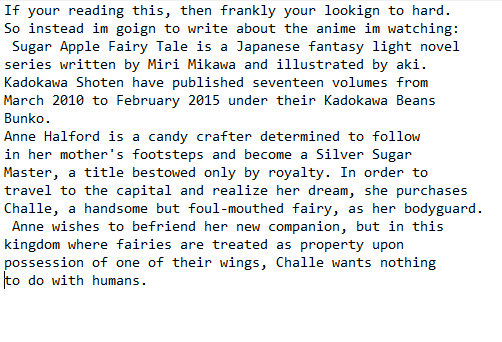 If your reading this, then frankly your lookign to hard.
So instead im goign to write about the anime im watching:
 Sugar Apple Fairy Tale is a Japanese fantasy light novel
series written by Miri Mikawa and illustrated by aki.
Kadokawa Shoten have published seventeen volumes from
March 2010 to February 2015 under their Kadokawa Beans
Bunko.
Anne Halford is a candy crafter determined to follow
in her mother's footsteps and become a Silver Sugar
Master, a title bestowed only by royalty. In order to
travel to the capital and realize her dream, she purchases
Challe, a handsome but foul-mouthed fairy, as her bodyguard.
 Anne wishes to befriend her new companion, but in this
kingdom where fairies are treated as property upon
possession of one of their wings, Challe wants nothing
to do with humans.